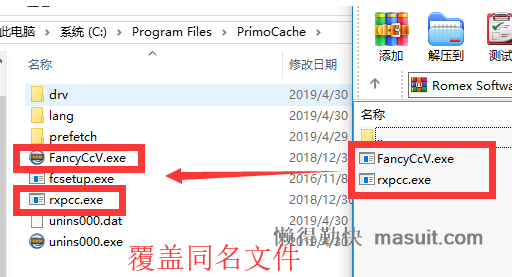 此电脑 › 系统 (C:) › Program Files › PrimoCache ›
名称 修改日期
drv 2019/4/30
lang 2019/4/30
prefetch 2019/4/29
FancyCcV.exe 2018/12/3
fcsetup.exe 2016/11/8
rxpcc.exe 2018/12/30
unins000.dat 2019/4/30
unins000.exe 2019/4/30
覆盖同名文件
添加 解压到 测试
Romex Softwa
名称
..
FancyCcV.exe
rxpcc.exe
懒得勤快 masuit.com